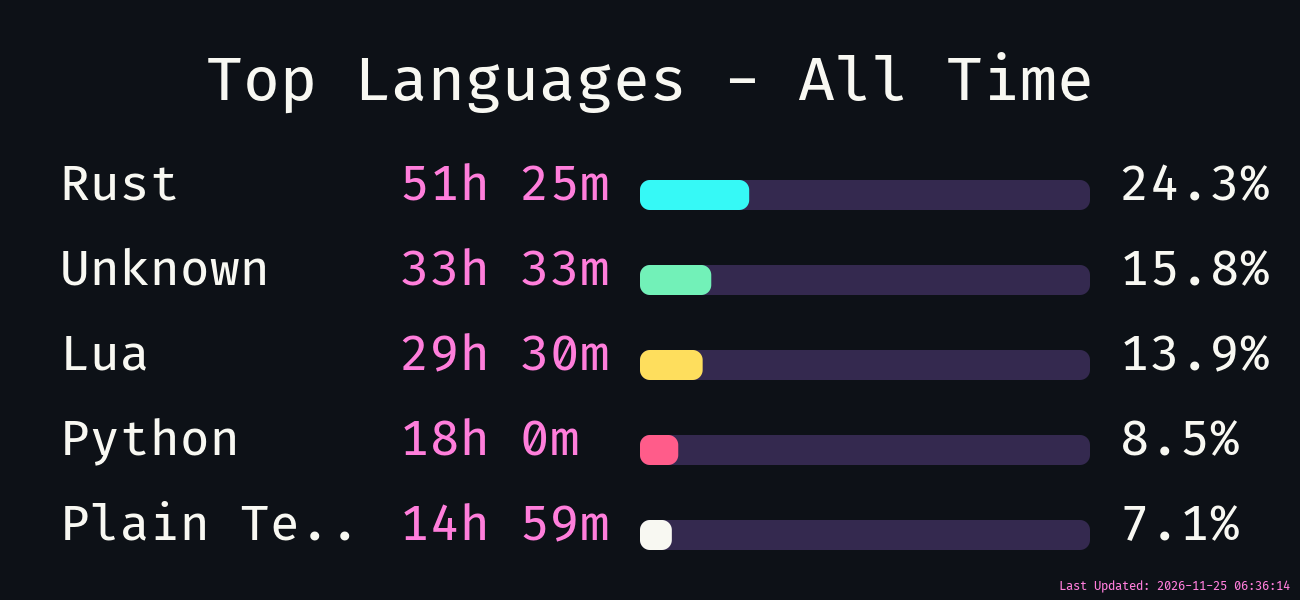 Top Languages - All Time
Rust 51h 25m 24.3%
Unknown 33h 33m 15.8%
Lua 29h 30m 13.9%
Python 18h 0m 8.5%
Plain Te.. 14h 59m 7.1%
Last Updated: 2026-11-25 06:36:14